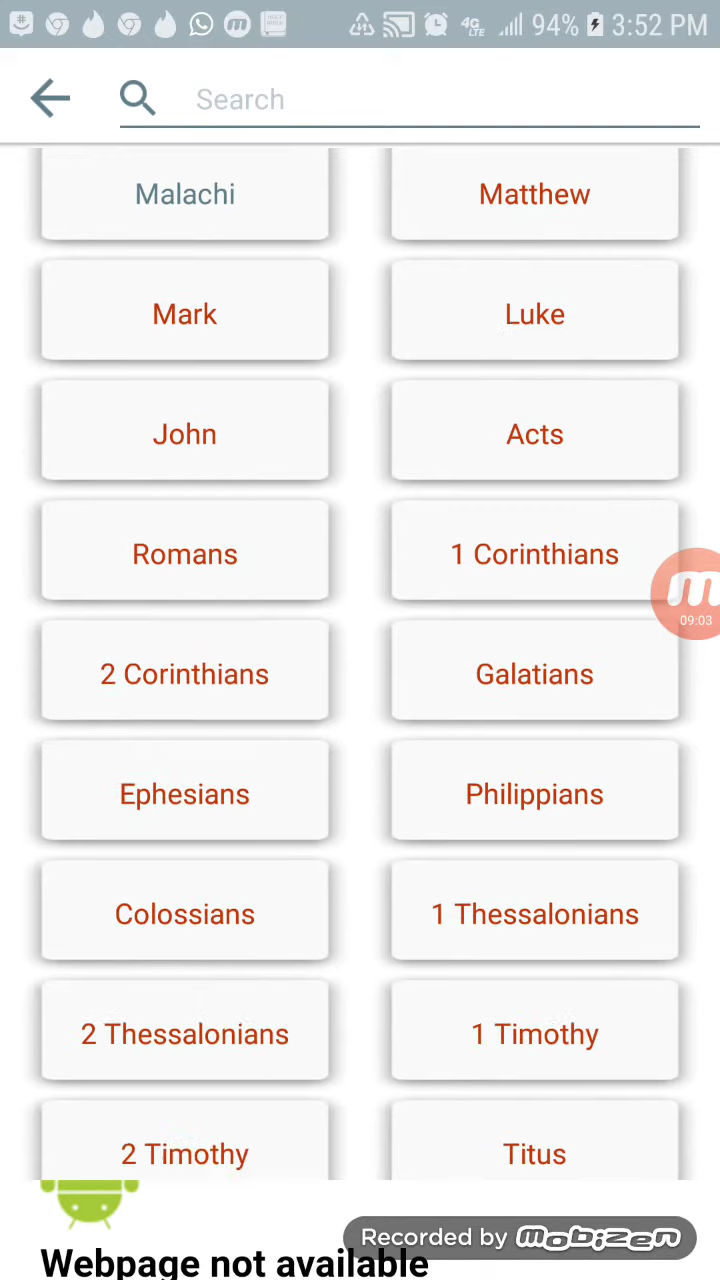 94% 3:52 PM
Search
Malachi Matthew
Mark Luke
John Acts
Romans 1 Corinthians
09:03
2 Corinthians Galatians
Ephesians Philippians
Colossians 1 Thessalonians
2 Thessalonians 1 Timothy
2 Timothy Titus
Recorded by mobizen
Webpage not available